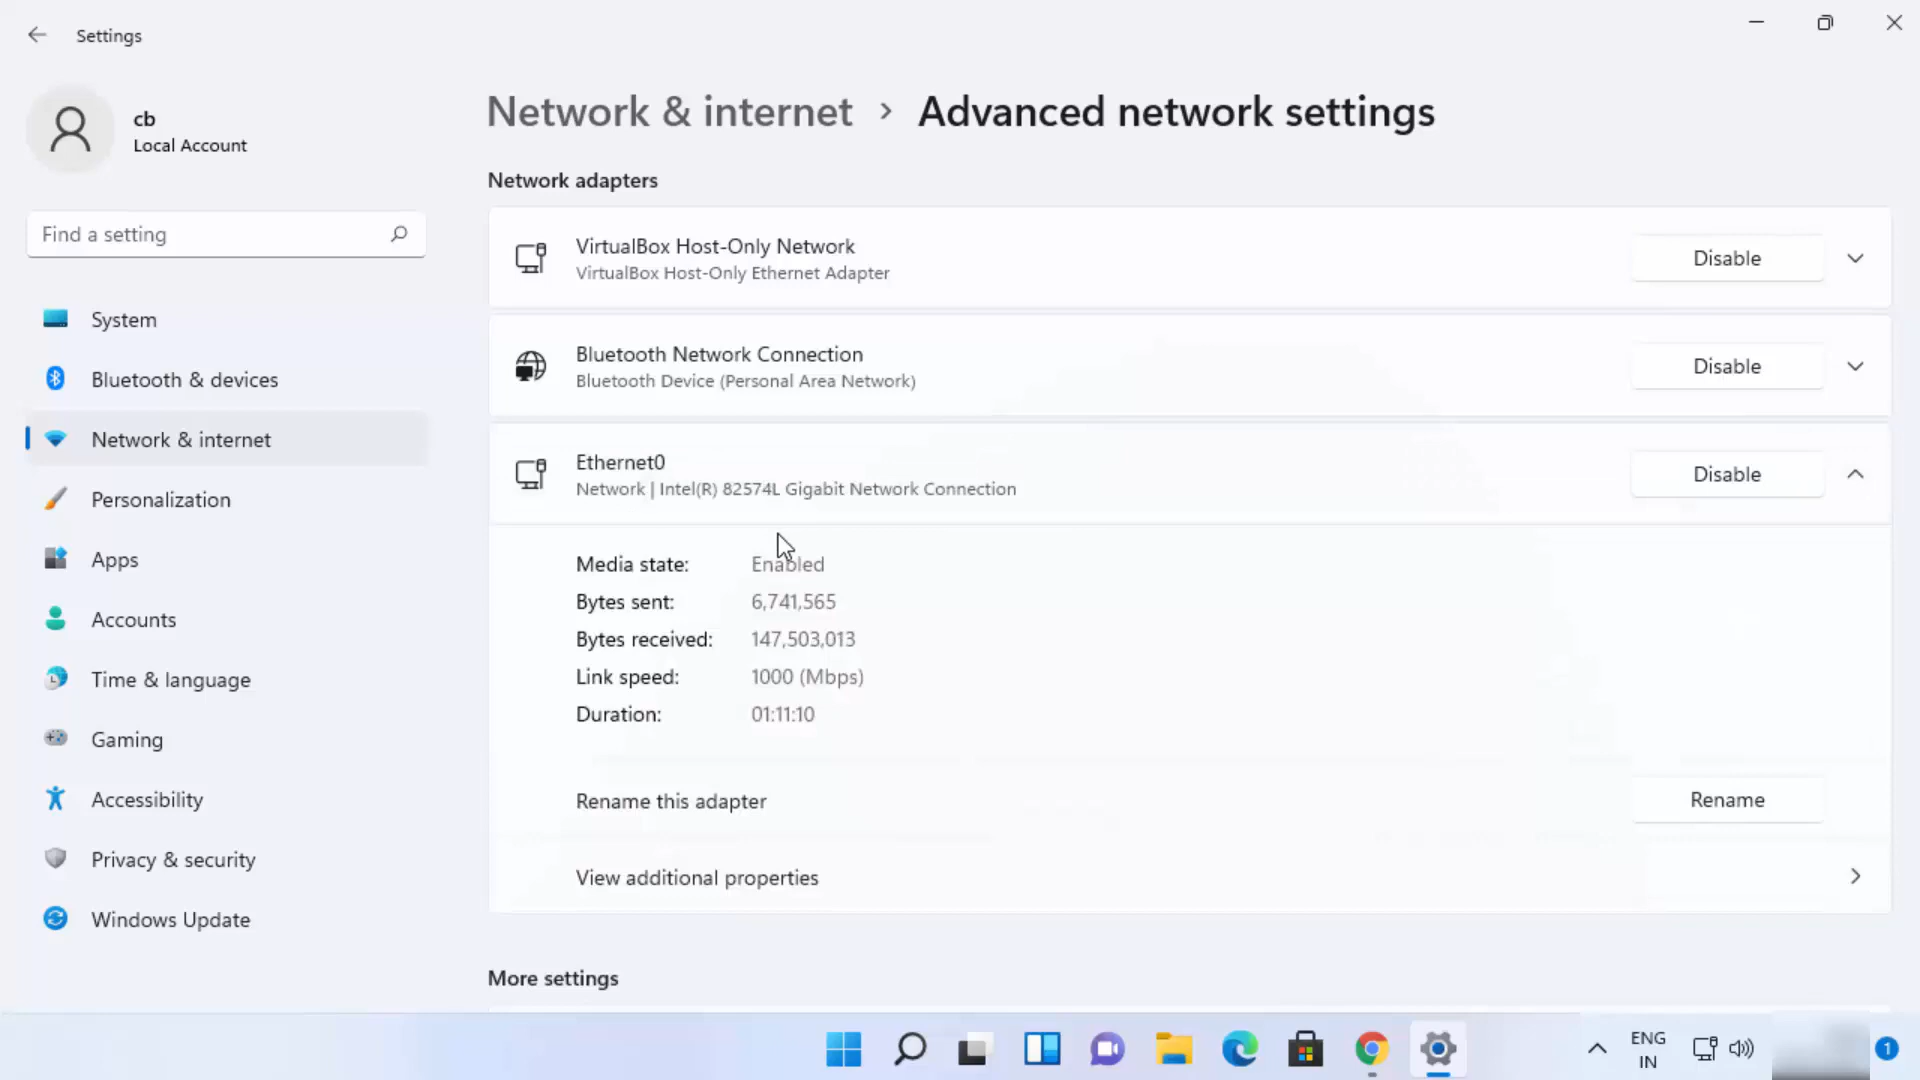 Settings
cb
Local Account
Find a setting
System
Bluetooth & devices
Network & internet
Personalization
Apps
Accounts
Time & language
Gaming
Accessibility
Privacy & security
Windows Update
Network & internet > Advanced network settings
Network adapters
VirtualBox Host-Only Network
VirtualBox Host-Only Ethernet Adapter
Disable
Bluetooth Network Connection
Bluetooth Device (Personal Area Network)
Disable
Ethernet0
Network | Intel(R) 82574L Gigabit Network Connection
Disable
Media state: Enabled
Bytes sent: 6,741,565
Bytes received: 147,503,013
Link speed: 1000 (Mbps)
Duration: 01:11:10
Rename this adapter
Rename
View additional properties
More settings
ENG
IN
1